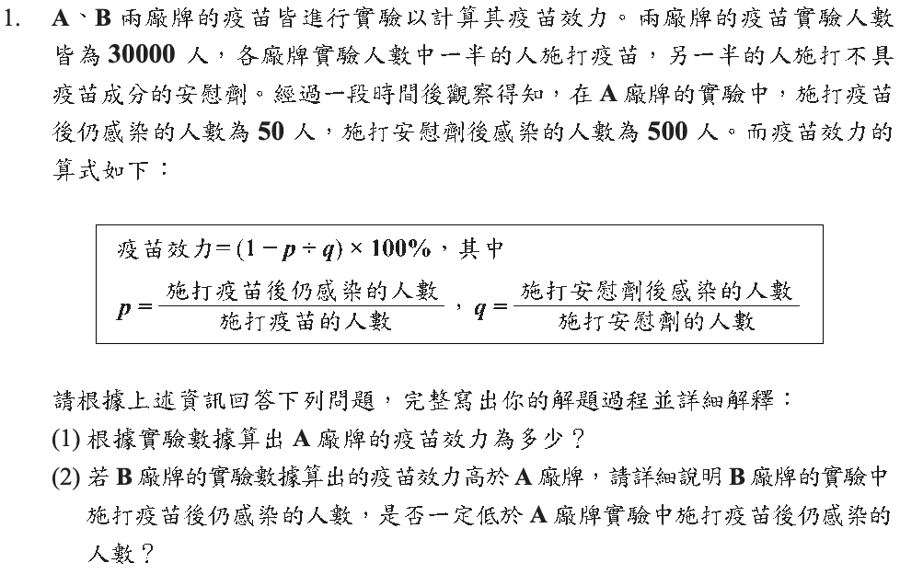 1. A、B 兩廠牌的疫苗皆進行實驗以計算其疫苗效力。兩廠牌的疫苗實驗人數
皆為 30000 人,各廠牌實驗人數中一半的人施打疫苗,另一半的人施打不具
疫苗成分的安慰劑。經過一段時間後觀察得知,在 A 廠牌的實驗中,施打疫苗
後仍感染的人數為 50 人,施打安慰劑後感染的人數為 500 人。而疫苗效力的
算式如下:
疫苗效力=(1-p÷q)×100%,其中
p=施打疫苗後仍感染的人數/施打疫苗的人數,q=施打安慰劑後感染的人數/施打安慰劑的人數
請根據上述資訊回答下列問題,完整寫出你的解題過程並詳細解釋:
(1) 根據實驗數據算出 A 廠牌的疫苗效力為多少?
(2) 若 B 廠牌的實驗數據算出的疫苗效力高於 A 廠牌,請詳細說明 B 廠牌的實驗中
施打疫苗後仍感染的人數,是否一定低於 A 廠牌實驗中施打疫苗後仍感染的
人數?